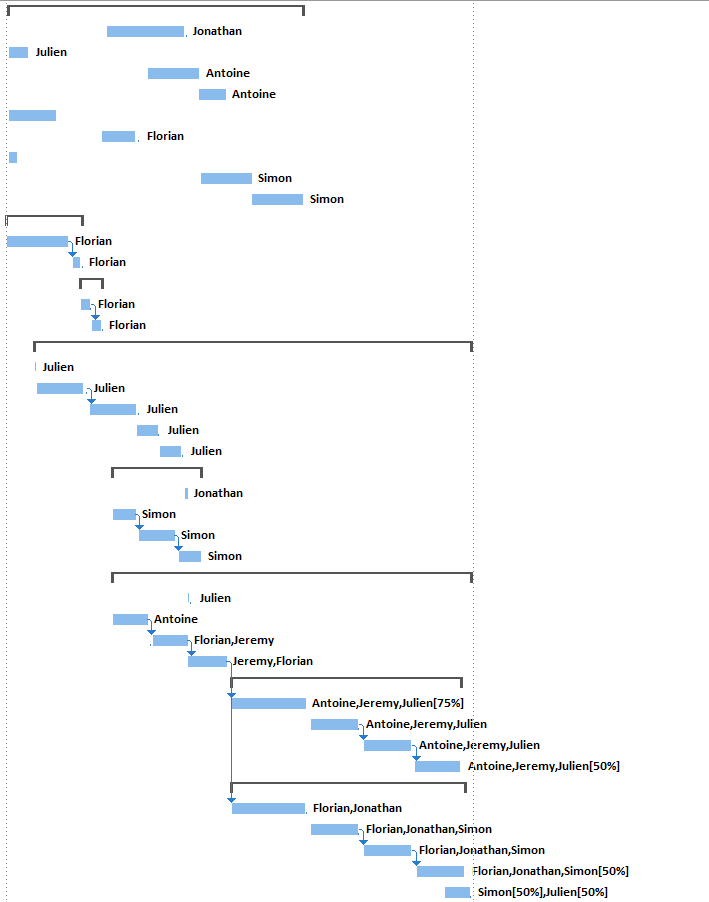 Jonathan
Julien
Antoine
Antoine
Florian
Simon
Simon
Florian
Florian
Florian
Florian
Julien
Julien
Julien
Julien
Julien
Jonathan
Simon
Simon
Simon
Julien
Antoine
Florian,Jeremy
Jeremy,Florian
Antoine,Jeremy,Julien[75%]
Antoine,Jeremy,Julien
Antoine,Jeremy,Julien
Antoine,Jeremy,Julien[50%]
Florian,Jonathan
Florian,Jonathan,Simon
Florian,Jonathan,Simon
Florian,Jonathan,Simon[50%]
Simon[50%],Julien[50%]